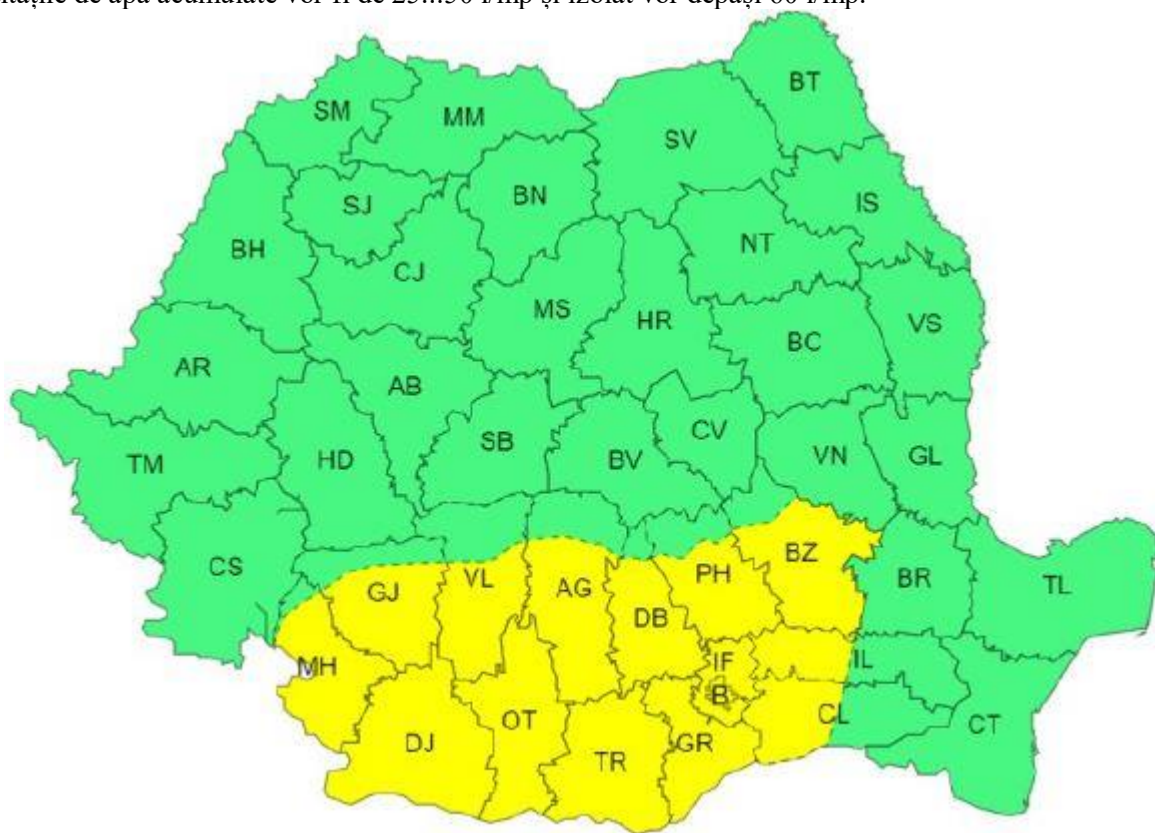 de apă acumulate vor fi de 25...50 l/mp și izolat vor depăși 60 l/mp.
BT
SM
MM
SV
BN
SJ
IS
NT
BH
CJ
MS
HR
VS
BC
AR
AB
CV
SB
VN
GL
TM
HD
BV
BZ
CS
VL
PH
GJ
AG
BR
TL
DB
MH
IF
IL
B
OT
CL
CT
DJ
GR
TR